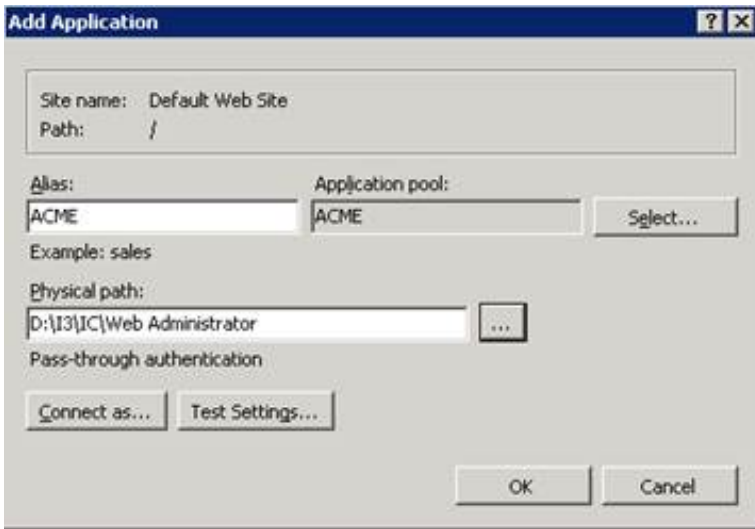 Add Application
Site name: Default Web Site
Path: /
Alias: Application pool:
ACME ACME Select...
Example: sales
Physical path:
D:\I3\IC\Web Administrator ...
Pass-through authentication
Connect as... Test Settings...
OK Cancel